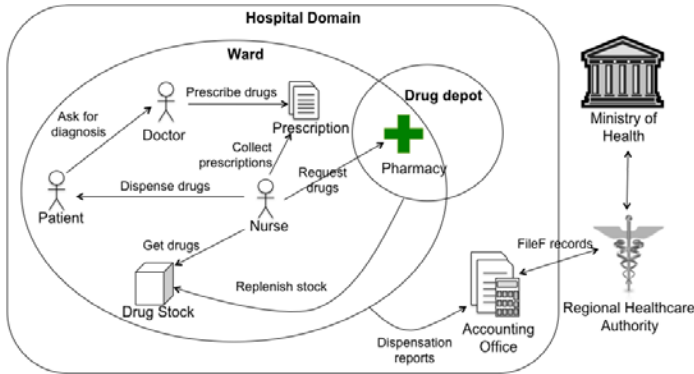 Hospital Domain
Ward
Drug depot
Prescribe drugs
Ask for
diagnosis
Doctor
Prescription
Collect
prescriptions
Request
drugs
Pharmacy
Dispense drugs
Patient
Nurse
Get drugs
Drug Stock
Replenish stock
Dispensation
reports
Accounting
Office
FileF records
Ministry of
Health
Regional Healthcare
Authority